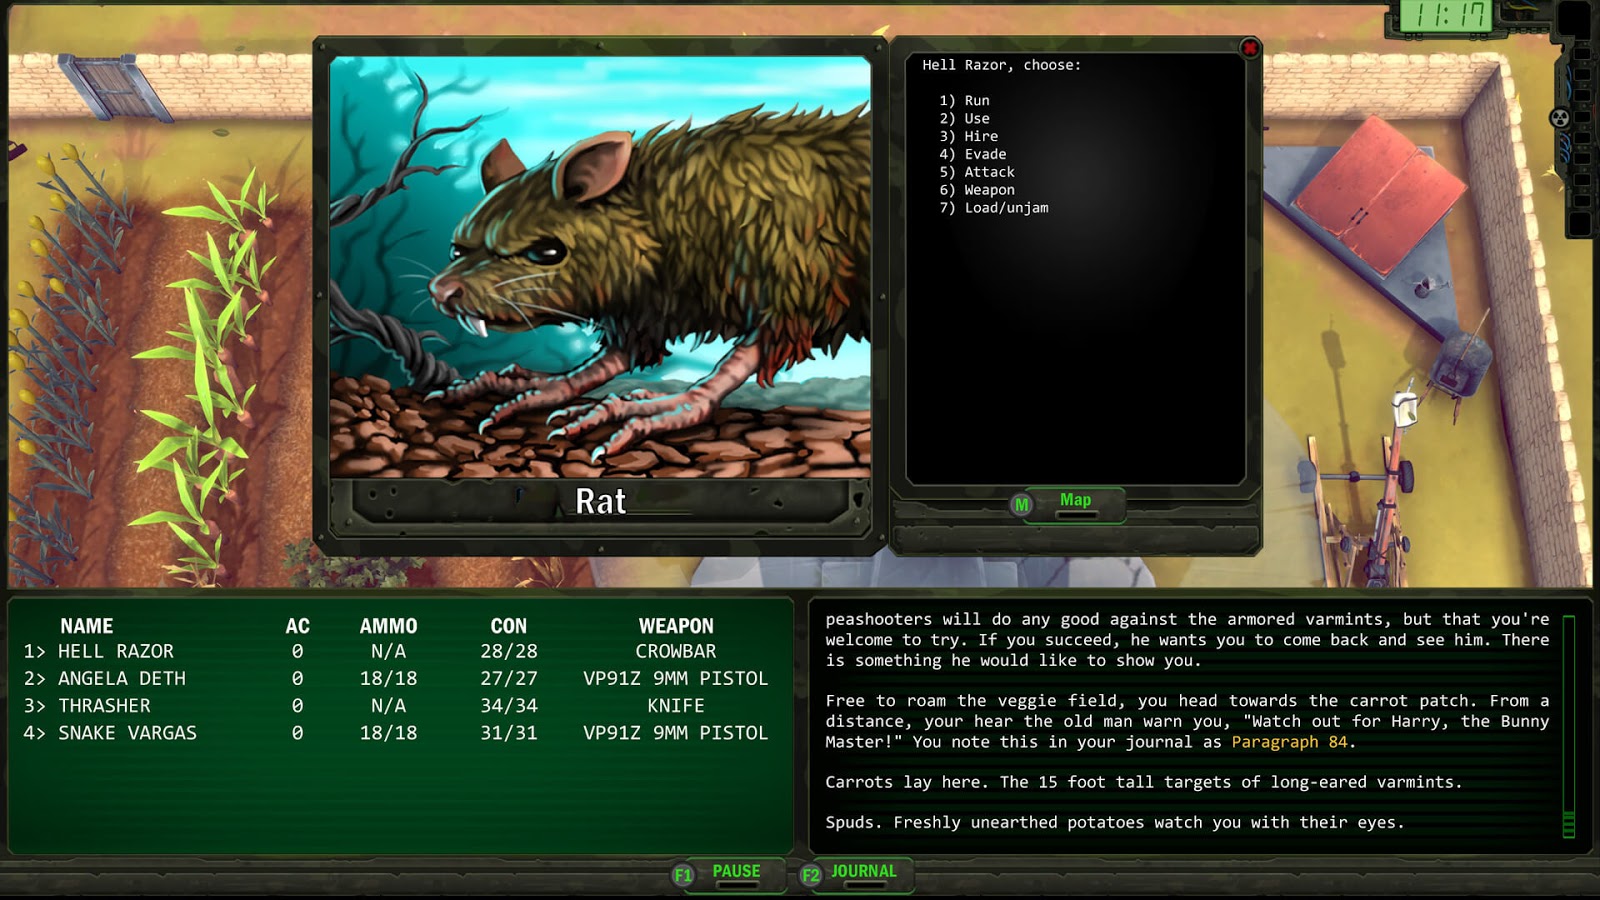 11:17
Rat
Hell Razor, choose:
1) Run
2) Use
3) Hire
4) Evade
5) Attack
6) Weapon
7) Load/unjam
M Map
NAME AC AMMO CON WEAPON
1> HELL RAZOR 0 N/A 28/28 CROWBAR
2> ANGELA DETH 0 18/18 27/27 VP91Z 9MM PISTOL
3> THRASHER 0 N/A 34/34 KNIFE
4> SNAKE VARGAS 0 18/18 31/31 VP91Z 9MM PISTOL
peashooters will do any good against the armored varmints, but that you're
welcome to try. If you succeed, he wants you to come back and see him. There
is something he would like to show you.
Free to roam the veggie field, you head towards the carrot patch. From a
distance, your hear the old man warn you, "Watch out for Harry, the Bunny
Master!" You note this in your journal as Paragraph 84.
Carrots lay here. The 15 foot tall targets of long-eared varmints.
Spuds. Freshly unearthed potatoes watch you with their eyes.
F1 PAUSE F2 JOURNAL